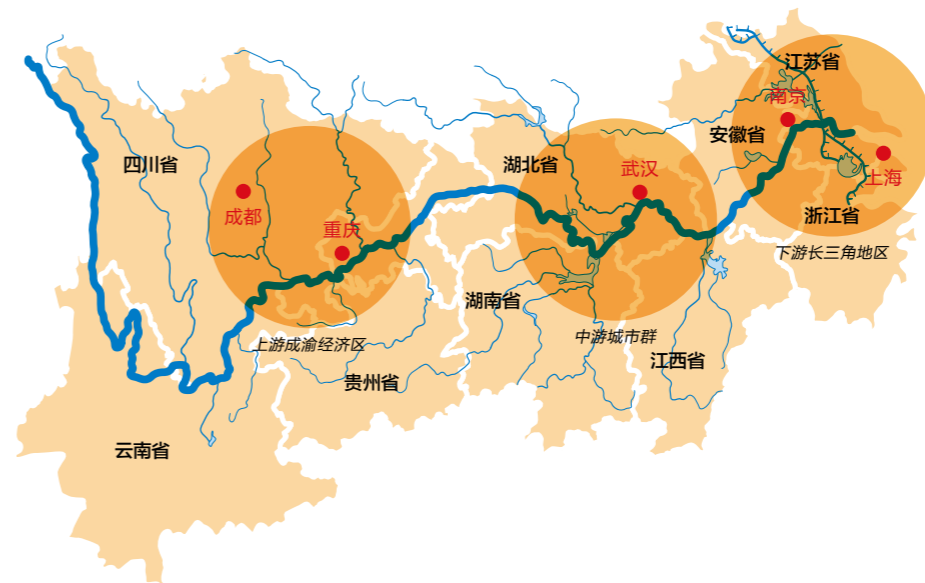 江苏省
南京
安徽省
四川省
湖北省
武汉
上海
成都
浙江省
重庆
下游长三角地区
湖南省
中游城市群
上游成渝经济区
江西省
贵州省
云南省